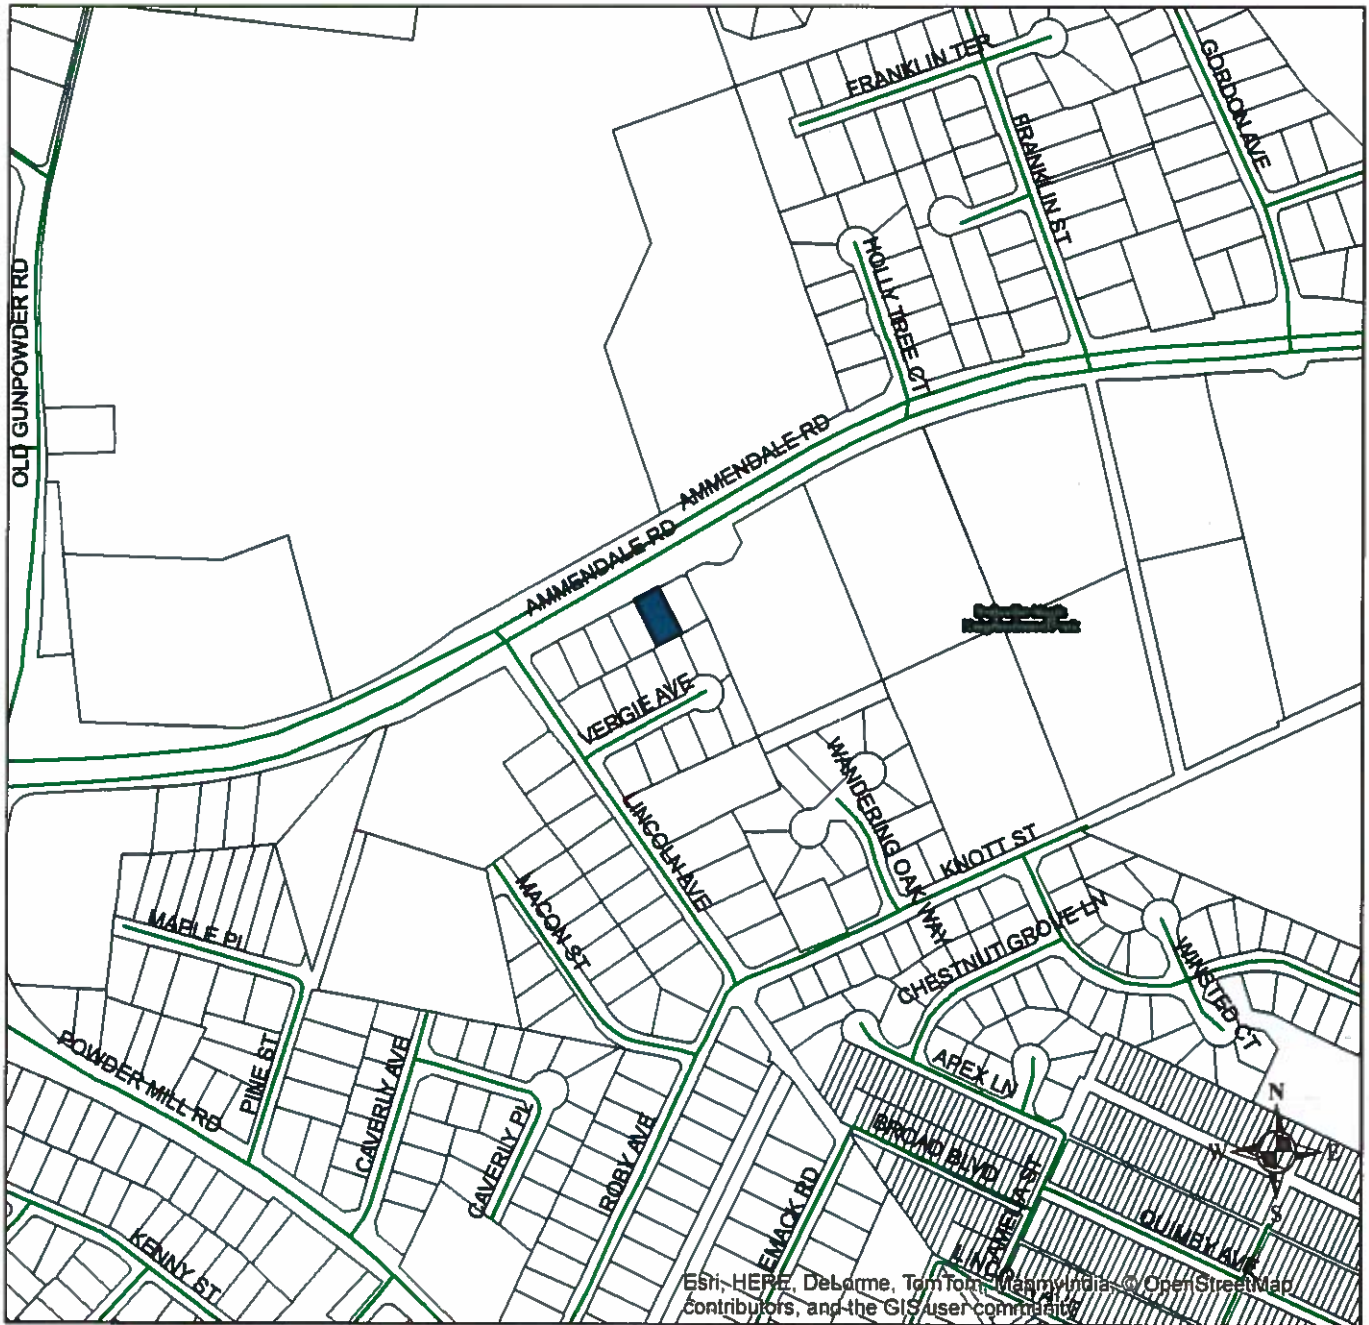 FRANKLIN TER
GORDON AVE
FRANKLIN ST
HOLLY TREE CT
OLD GUNPOWDER RD
AMMENDALE RD
AMMENDALE RD
VERGIE AVE
WANDERING OAK WAY
LINCOLN AVE
KNOTT ST
MACON ST
CHESTNUT GROVE LN
MAPLE PL
WINSTED CT
POWDER MILL RD
PINE ST
CAVERLY AVE
AREX LN
CAVERLY PL
ROBY AVE
BROAD BLVD
EMACK RD
QUIMBY AVE
KENNY ST
N
W
E
S
Esri, HERE, DeLorme, TomTom, MapmyIndia, © OpenStreetMap
contributors, and the GIS user community